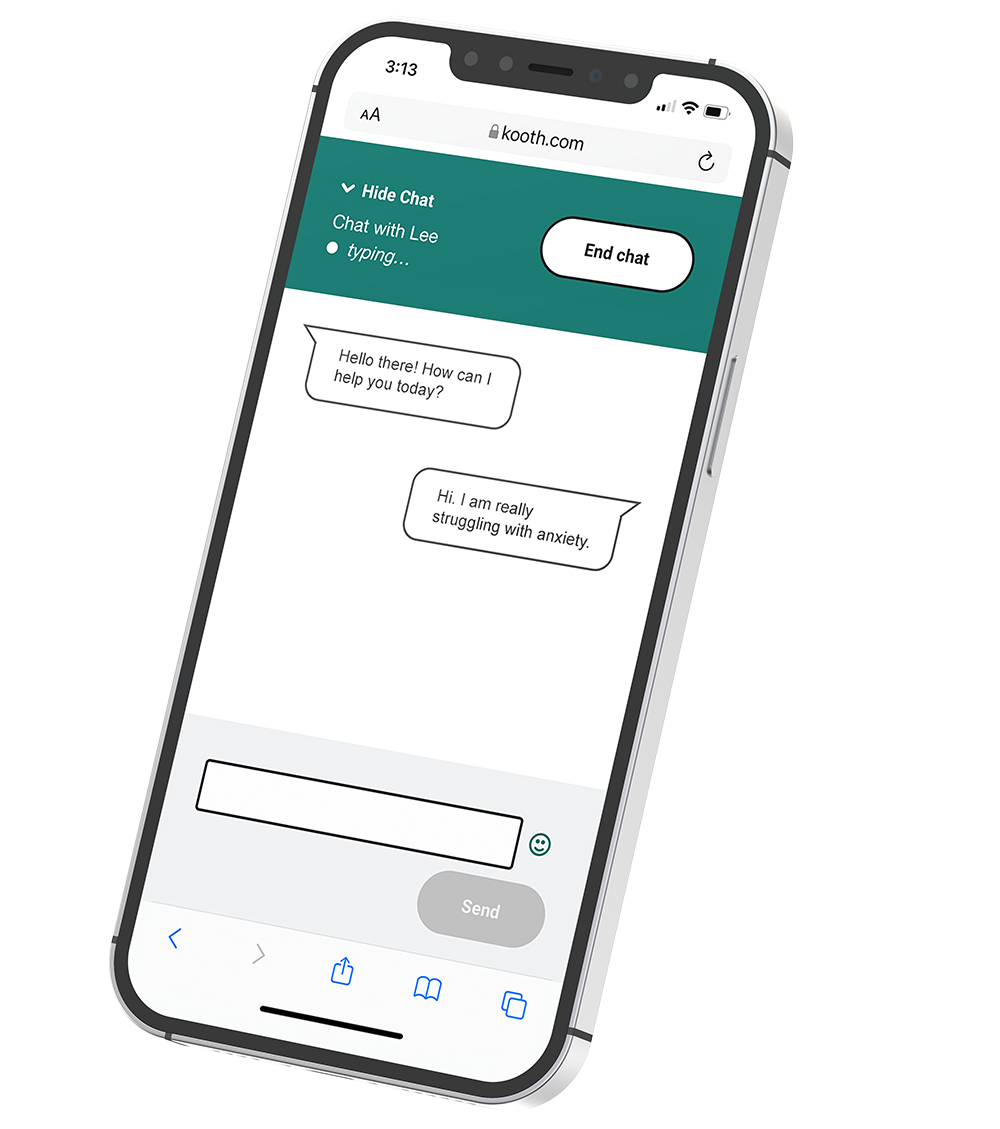 3:13
AA
kooth.com
Hide Chat
Chat with Lee
typing...
End chat
Hello there! How can I
help you today?
Hi. I am really
struggling with anxiety.
Send